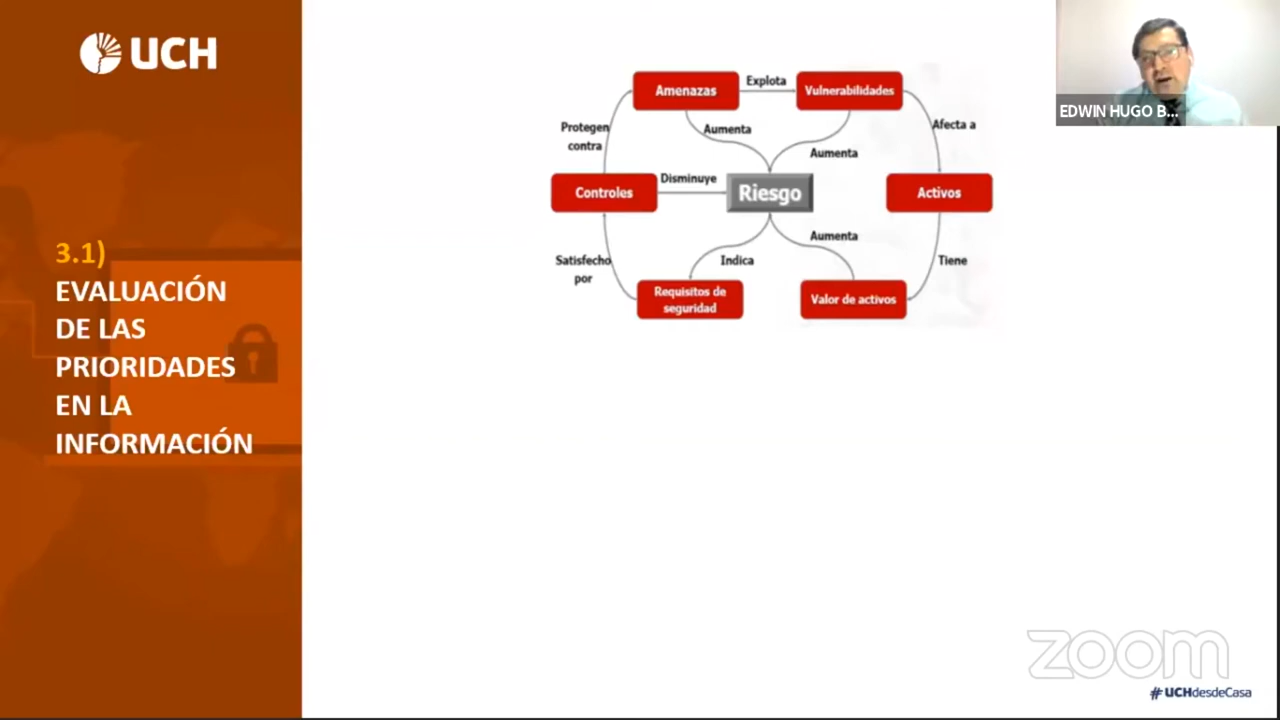 UCH
3.1)
EVALUACIÓN
DE LAS
PRIORIDADES
EN LA
INFORMACIÓN
Amenazas
Explota
Vulnerabilidades
Protegen
contra
Aumenta
Aumenta
Afecta a
Controles
Disminuye
Riesgo
Activos
Satisfecho
por
Indica
Aumenta
Tiene
Requisitos de
seguridad
Valor de activos
EDWIN HUGO B...
zoom
#UCHdesdeCasa